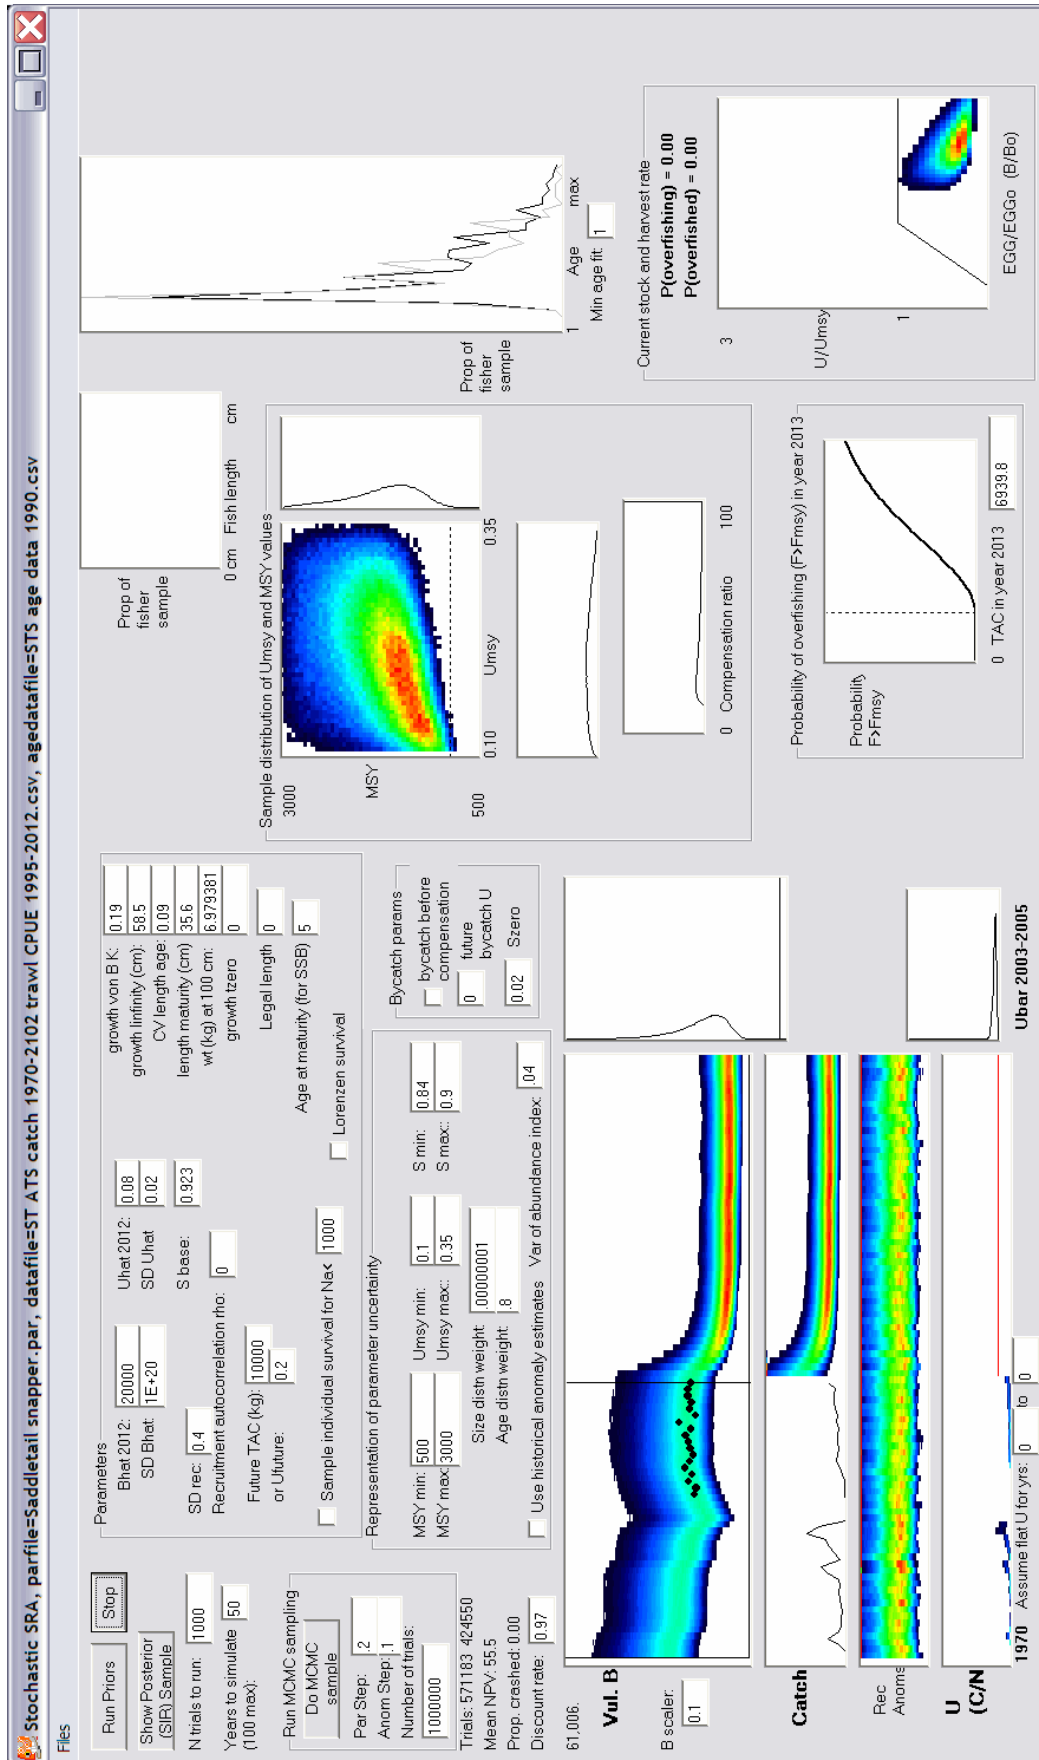 Stochastic SRA, parfile=Saddletail snapper.par, datafile=ST ATS catch 1970-2102 trawl CPUE 1995-2012.csv, agedatafile=STS age data 1990.csv
Files
Run Priors
Stop
Show Posterior
(SIR) Sample
N trials to run: 1000
Years to simulate
(100 max): 50
Run MCMC sampling
Do MCMC
sample
Par Step: .2
Anom Step: .1
Number of trials:
1000000
Trials: 571183 424550
Mean NPV: 55.5
Prop. crashed: 0.00
Discount rate: 0.97
Parameters
Bhat 2012: 20000
SD Bhat: 1E+20
Uhat 2012: 0.08
SD Uhat 0.02
SD rec: 0.4
S base: 0.923
Recruitment autocorrelation rho: 0
Future TAC (kg): 10000
or Ufuture: 0.2
Sample individual survival for Na< 1000
growth von B K: 0.19
growth linfinity (cm): 58.5
CV length age: 0.09
length maturity (cm) 35.6
wt (kg) at 100 cm: 6.979381
growth tzero 0
Legal length 0
Age at maturity (for SSB) 5
Lorenzen survival
Representation of parameter uncertainty
MSY min: 500
MSY max: 3000
Umsy min: 0.1
Umsy max:: 0.35
S min: 0.84
S max:: 0.9
Size distn weight: .00000001
Age distn weight: .8
Use historical anomaly estimates
Var of abundance index: .04
Bycatch params
bycatch before
compensation
0 future
bycatch U
0.02 Szero
Prop of
fisher
sample
0 cm Fish length cm
Prop of
fisher
sample
1 Age max
Min age fit: 1
Sample distribution of Umsy and MSY values
3000
MSY
500
0.10 Umsy 0.35
0 Compensation ratio 100
61,006.
Vul. B
B scaler:
0.1
Catch
Rec
Anoms
U
(C/N
1970 Assume flat U for yrs: 0 to 0
Ubar 2003-2005
Probability of overfishing (F>Fmsy) in year 2013
Probability
F>Fmsy
0 TAC in year 2013 6939.8
Current stock and harvest rate
P(overfishing) = 0.00
P(overfished) = 0.00
3
U/Umsy
1
EGG/EGGo (B/Bo)